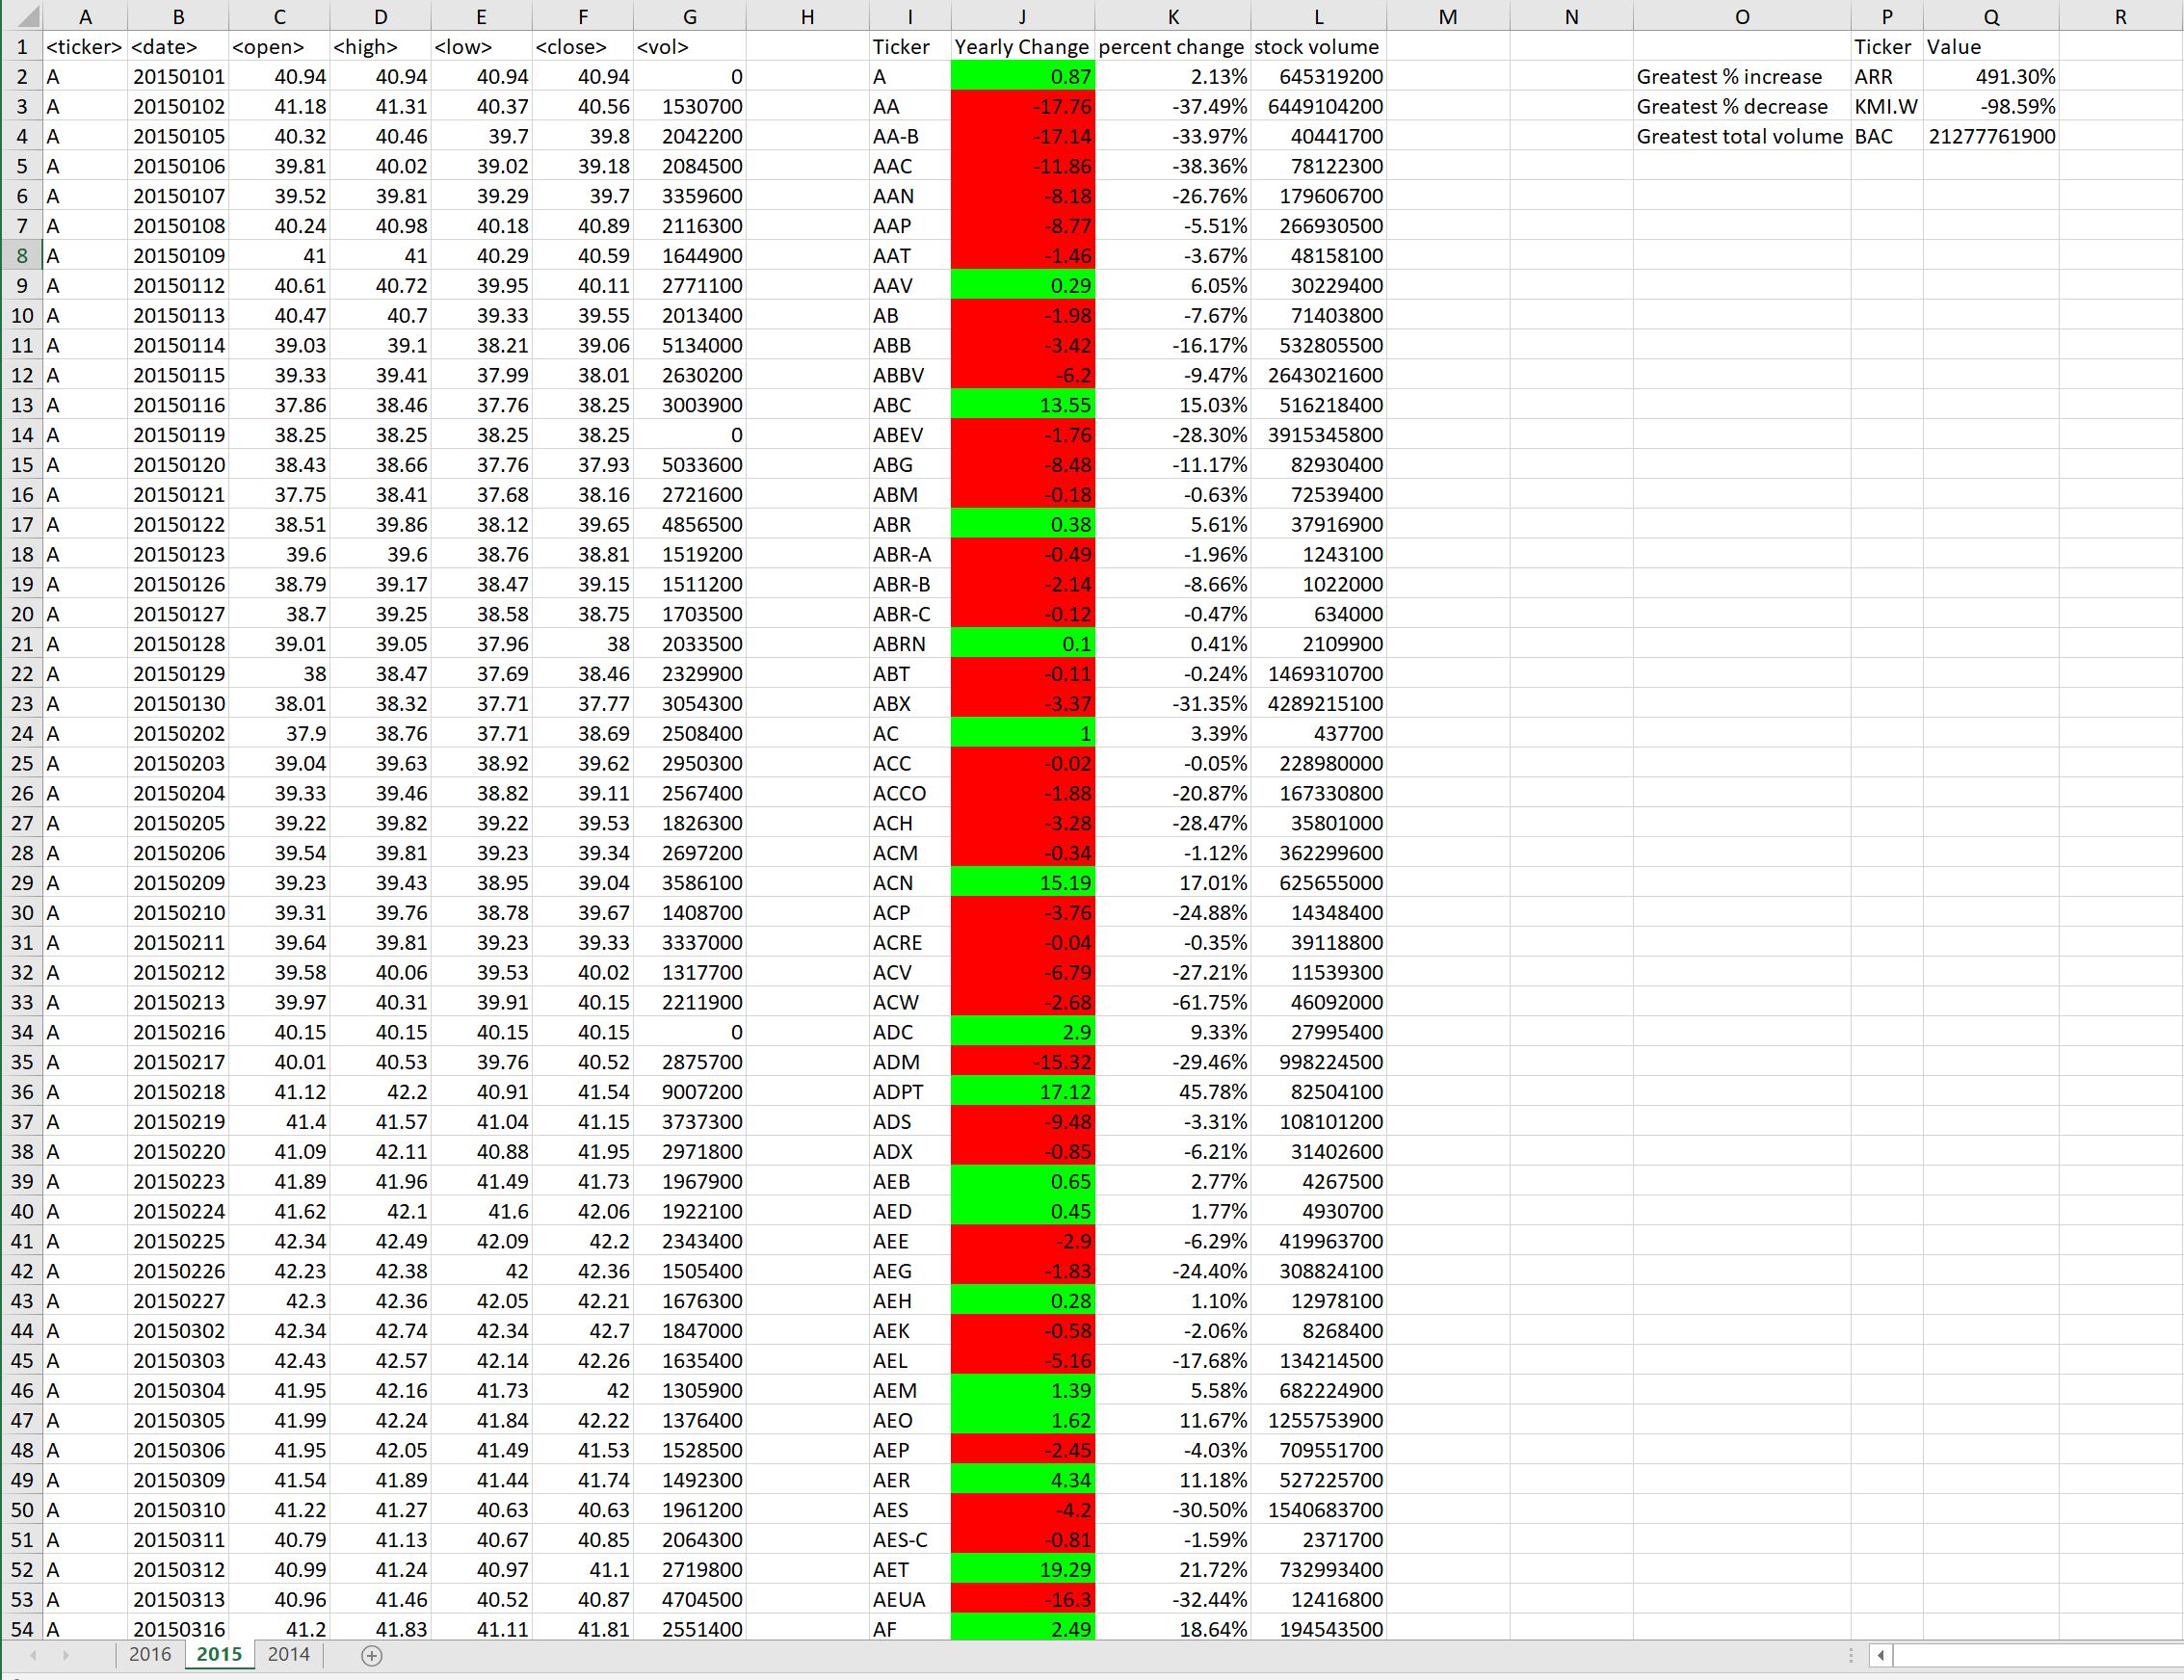 A B C D E F G H I J K L M N O P Q R
1 <ticker> <date> <open> <high> <low> <close> <vol> Ticker Yearly Change percent change stock volume Ticker Value
2 A 20150101 40.94 40.94 40.94 40.94 0 A 0.87 2.13% 645319200 Greatest % increase ARR 491.30%
3 A 20150102 41.18 41.31 40.37 40.56 1530700 AA -17.76 -37.49% 6449104200 Greatest % decrease KMI.W -98.59%
4 A 20150105 40.32 40.46 39.7 39.8 2042200 AA-B -17.14 -33.97% 40441700 Greatest total volume BAC 21277761900
5 A 20150106 39.81 40.02 39.02 39.18 2084500 AAC -11.86 -38.36% 78122300
6 A 20150107 39.52 39.81 39.29 39.7 3359600 AAN -8.18 -26.76% 179606700
7 A 20150108 40.24 40.98 40.18 40.89 2116300 AAP -8.77 -5.51% 266930500
8 A 20150109 41 41 40.29 40.59 1644900 AAT -1.46 -3.67% 48158100
9 A 20150112 40.61 40.72 39.95 40.11 2771100 AAV 0.29 6.05% 30229400
10 A 20150113 40.47 40.7 39.33 39.55 2013400 AB -1.98 -7.67% 71403800
11 A 20150114 39.03 39.1 38.21 39.06 5134000 ABB -3.42 -16.17% 532805500
12 A 20150115 39.33 39.41 37.99 38.01 2630200 ABBV -6.2 -9.47% 2643021600
13 A 20150116 37.86 38.46 37.76 38.25 3003900 ABC 13.55 15.03% 516218400
14 A 20150119 38.25 38.25 38.25 38.25 0 ABEV -1.76 -28.30% 3915345800
15 A 20150120 38.43 38.66 37.76 37.93 5033600 ABG -8.48 -11.17% 82930400
16 A 20150121 37.75 38.41 37.68 38.16 2721600 ABM -0.18 -0.63% 72539400
17 A 20150122 38.51 39.86 38.12 39.65 4856500 ABR 0.38 5.61% 37916900
18 A 20150123 39.6 39.6 38.76 38.81 1519200 ABR-A -0.49 -1.96% 1243100
19 A 20150126 38.79 39.17 38.47 39.15 1511200 ABR-B -2.14 -8.66% 1022000
20 A 20150127 38.7 39.25 38.58 38.75 1703500 ABR-C -0.12 -0.47% 634000
21 A 20150128 39.01 39.05 37.96 38 2033500 ABRN 0.1 0.41% 2109900
22 A 20150129 38 38.47 37.69 38.46 2329900 ABT -0.11 -0.24% 1469310700
23 A 20150130 38.01 38.32 37.71 37.77 3054300 ABX -3.37 -31.35% 4289215100
24 A 20150202 37.9 38.76 37.71 38.69 2508400 AC 1 3.39% 437700
25 A 20150203 39.04 39.63 38.92 39.62 2950300 ACC -0.02 -0.05% 228980000
26 A 20150204 39.33 39.46 38.82 39.11 2567400 ACCO -1.88 -20.87% 167330800
27 A 20150205 39.22 39.82 39.22 39.53 1826300 ACH -3.28 -28.47% 35801000
28 A 20150206 39.54 39.81 39.23 39.34 2697200 ACM -0.34 -1.12% 362299600
29 A 20150209 39.23 39.43 38.95 39.04 3586100 ACN 15.19 17.01% 625655000
30 A 20150210 39.31 39.76 38.78 39.67 1408700 ACP -3.76 -24.88% 14348400
31 A 20150211 39.64 39.81 39.23 39.33 3337000 ACRE -0.04 -0.35% 39118800
32 A 20150212 39.58 40.06 39.53 40.02 1317700 ACV -6.79 -27.21% 11539300
33 A 20150213 39.97 40.31 39.91 40.15 2211900 ACW -2.68 -61.75% 46092000
34 A 20150216 40.15 40.15 40.15 40.15 0 ADC 2.9 9.33% 27995400
35 A 20150217 40.01 40.53 39.76 40.52 2875700 ADM -15.32 -29.46% 998224500
36 A 20150218 41.12 42.2 40.91 41.54 9007200 ADPT 17.12 45.78% 82504100
37 A 20150219 41.4 41.57 41.04 41.15 3737300 ADS -9.48 -3.31% 108101200
38 A 20150220 41.09 42.11 40.88 41.95 2971800 ADX -0.85 -6.21% 31402600
39 A 20150223 41.89 41.96 41.49 41.73 1967900 AEB 0.65 2.77% 4267500
40 A 20150224 41.62 42.1 41.6 42.06 1922100 AED 0.45 1.77% 4930700
41 A 20150225 42.34 42.49 42.09 42.2 2343400 AEE -2.9 -6.29% 419963700
42 A 20150226 42.23 42.38 42 42.36 1505400 AEG -1.83 -24.40% 308824100
43 A 20150227 42.3 42.36 42.05 42.21 1676300 AEH 0.28 1.10% 12978100
44 A 20150302 42.34 42.74 42.34 42.7 1847000 AEK -0.58 -2.06% 8268400
45 A 20150303 42.43 42.57 42.14 42.26 1635400 AEL -5.16 -17.68% 134214500
46 A 20150304 41.95 42.16 41.73 42 1305900 AEM 1.39 5.58% 682224900
47 A 20150305 41.99 42.24 41.84 42.22 1376400 AEO 1.62 11.67% 1255753900
48 A 20150306 41.95 42.05 41.49 41.53 1528500 AEP -2.45 -4.03% 709551700
49 A 20150309 41.54 41.89 41.44 41.74 1492300 AER 4.34 11.18% 527225700
50 A 20150310 41.22 41.27 40.63 40.63 1961200 AES -4.2 -30.50% 1540683700
51 A 20150311 40.79 41.13 40.67 40.85 2064300 AES-C -0.81 -1.59% 2371700
52 A 20150312 40.99 41.24 40.97 41.1 2719800 AET 19.29 21.72% 732993400
53 A 20150313 40.96 41.46 40.52 40.87 4704500 AEUA -16.3 -32.44% 12416800
54 A 20150316 41.2 41.83 41.11 41.81 2551400 AF 2.49 18.64% 194543500
2016 2015 2014